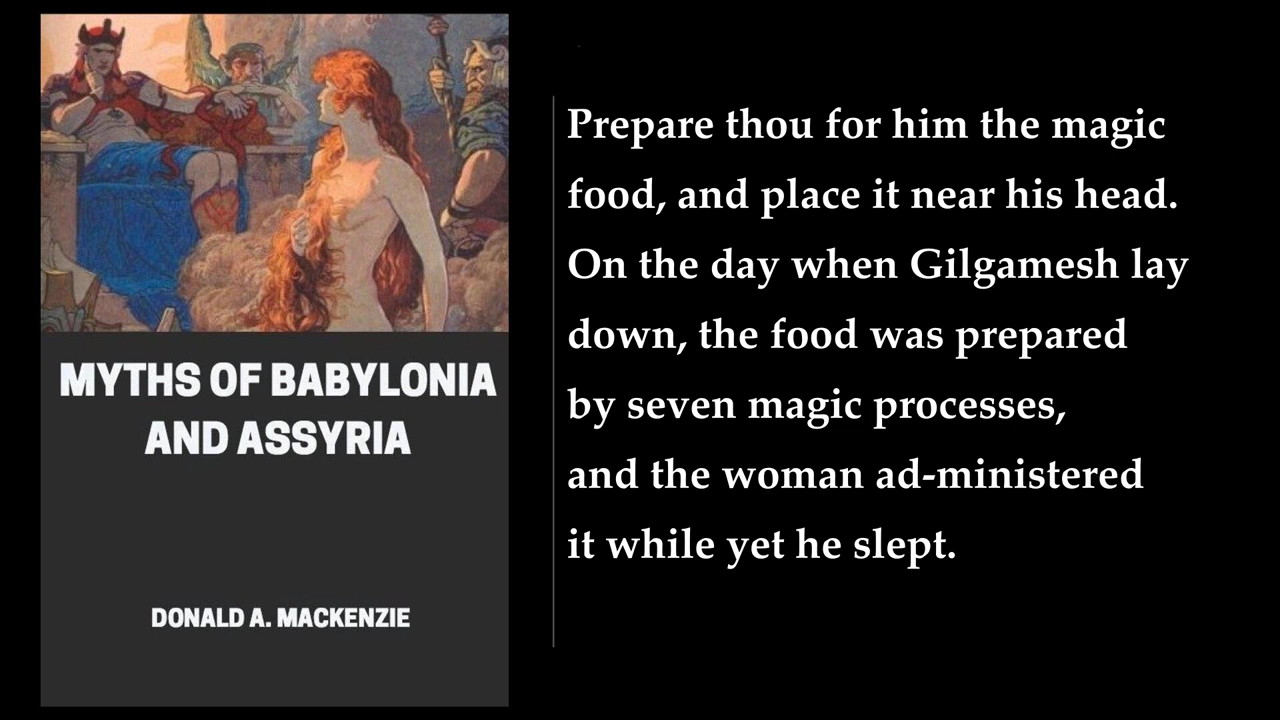 MYTHS OF BABYLONIA
AND ASSYRIA
DONALD A. MACKENZIE
Prepare thou for him the magic
food, and place it near his head.
On the day when Gilgamesh lay
down, the food was prepared
by seven magic processes,
and the woman ad-ministered
it while yet he slept.